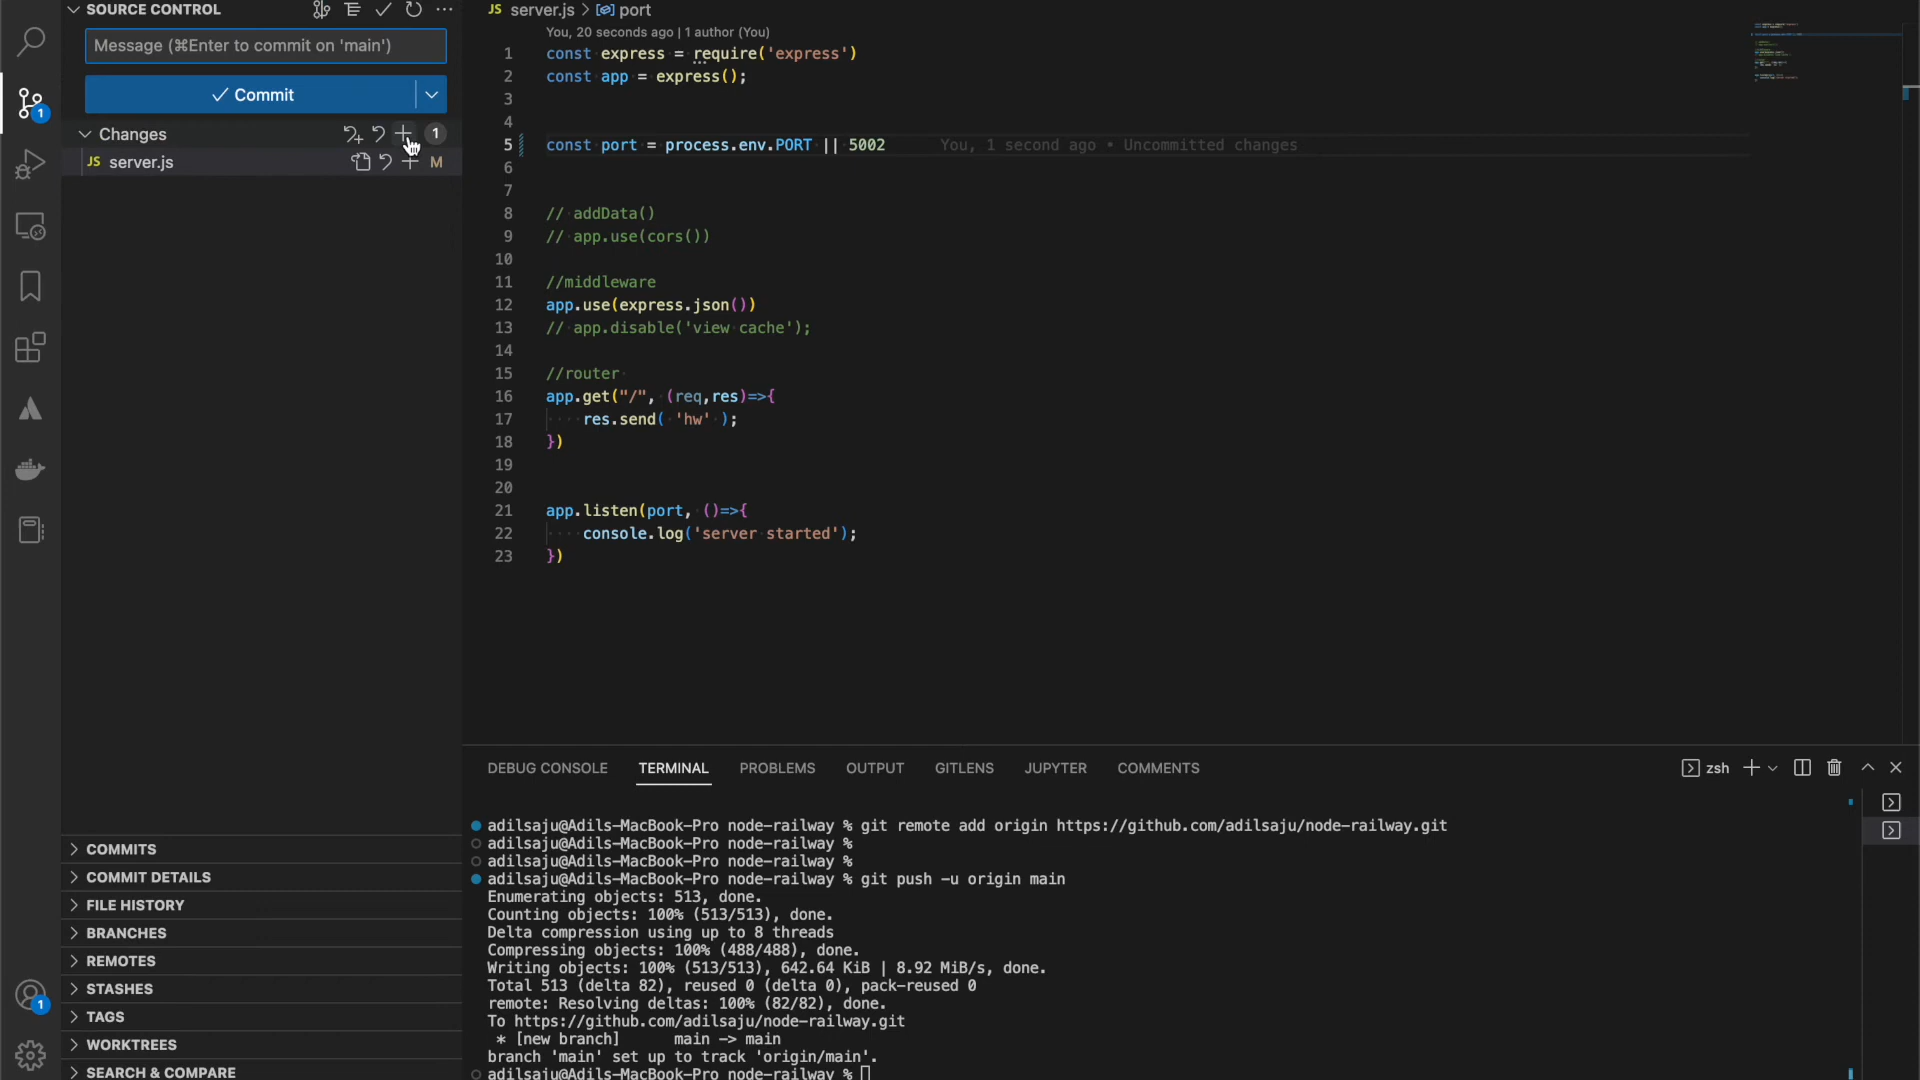 SOURCE CONTROL
Message (⌘Enter to commit on 'main')
Commit
Changes
1
JS server.js
M
1
1
JS server.js > port
You, 20 seconds ago | 1 author (You)
1 const express = require('express')
2 const app = express();
3
4
5 const port = process.env.PORT || 5002 You, 1 second ago • Uncommitted changes
6
7
8 // addData()
9 // app.use(cors())
10
11 //middleware
12 app.use(express.json())
13 // app.disable('view cache');
14
15 //router
16 app.get("/", (req,res)=>{
17 res.send( 'hw' );
18 })
19
20
21 app.listen(port, ()=>{
22 console.log('server started');
23 })
COMMITS
COMMIT DETAILS
FILE HISTORY
BRANCHES
REMOTES
STASHES
TAGS
WORKTREES
SEARCH & COMPARE
DEBUG CONSOLE TERMINAL PROBLEMS OUTPUT GITLENS JUPYTER COMMENTS
zsh
adilsaju@Adils-MacBook-Pro node-railway % git remote add origin https://github.com/adilsaju/node-railway.git
adilsaju@Adils-MacBook-Pro node-railway %
adilsaju@Adils-MacBook-Pro node-railway %
adilsaju@Adils-MacBook-Pro node-railway % git push -u origin main
Enumerating objects: 513, done.
Counting objects: 100% (513/513), done.
Delta compression using up to 8 threads
Compressing objects: 100% (488/488), done.
Writing objects: 100% (513/513), 642.64 KiB | 8.92 MiB/s, done.
Total 513 (delta 82), reused 0 (delta 0), pack-reused 0
remote: Resolving deltas: 100% (82/82), done.
To https://github.com/adilsaju/node-railway.git
* [new branch] main -> main
branch 'main' set up to track 'origin/main'.
adilsaju@Adils-MacBook-Pro node-railway %